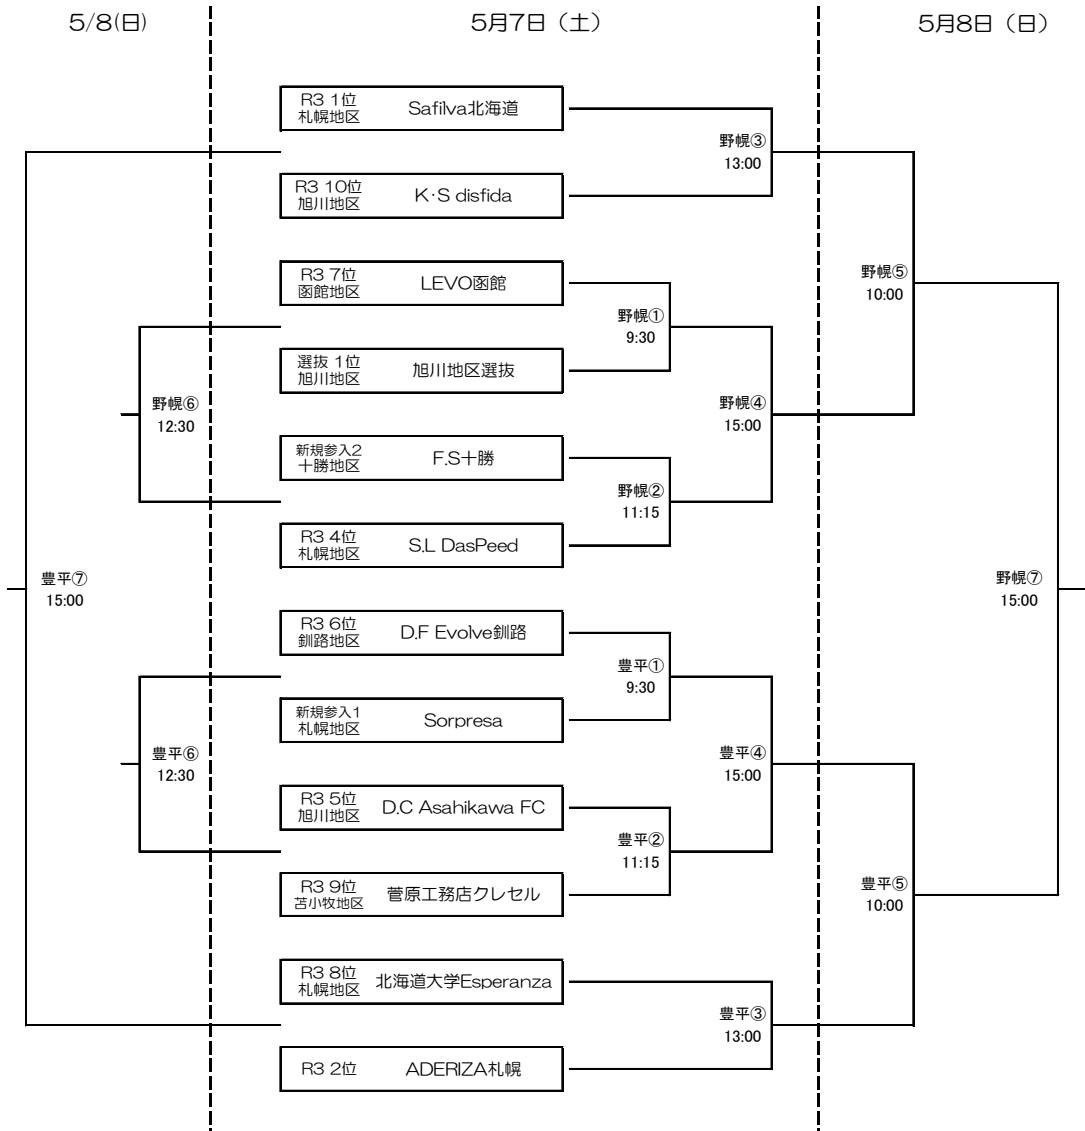 5/8(日)
5月7日（土）
5月8日（日）
R3 1位
札幌地区
Safilva北海道
野幌③
13:00
R3 10位
旭川地区
K・S disfida
R3 7位
函館地区
LEVO函館
野幌⑤
10:00
野幌①
9:30
選抜 1位
旭川地区
旭川地区選抜
野幌⑥
12:30
野幌④
15:00
新規参入2
十勝地区
F.S十勝
野幌②
11:15
R3 4位
札幌地区
S.L DasPeed
豊平⑦
15:00
野幌⑦
15:00
R3 6位
釧路地区
D.F Evolve釧路
豊平①
9:30
新規参入1
札幌地区
Sorpresa
豊平⑥
12:30
豊平④
15:00
R3 5位
旭川地区
D.C Asahikawa FC
豊平②
11:15
R3 9位
苫小牧地区
菅原工務店クレセル
豊平⑤
10:00
R3 8位
札幌地区
北海道大学Esperanza
豊平③
13:00
R3 2位
ADERIZA札幌